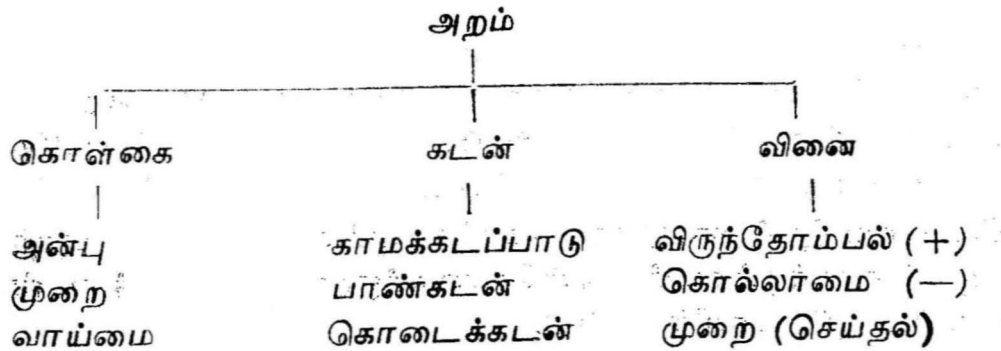 அறம்
கொள்கை கடன் வினை
அன்பு காமக்கடப்பாடு விருந்தோம்பல் (+)
முறை பாண்கடன் கொல்லாமை (—)
வாய்மை கொடைக்கடன் முறை (செய்தல்)